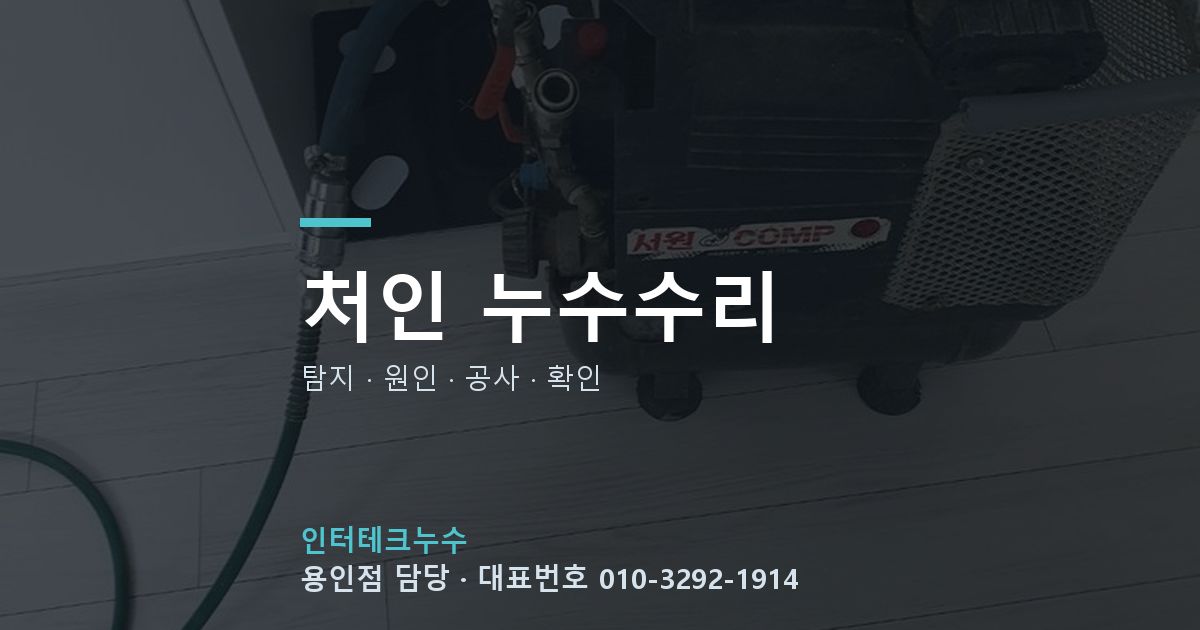 서원 COMP
처인 누수수리
탐지 · 원인 · 공사 · 확인
인터테크누수
용인점 담당 · 대표번호 010-3292-1914